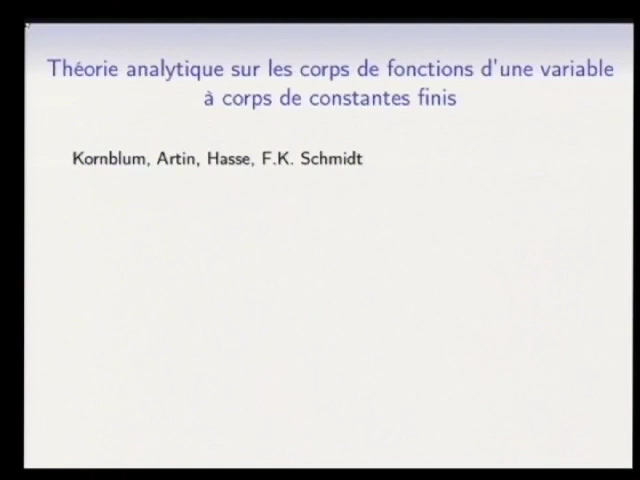 Théorie analytique sur les corps de fonctions d'une variable
à corps de constantes finis
Kornblum, Artin, Hasse, F.K. Schmidt